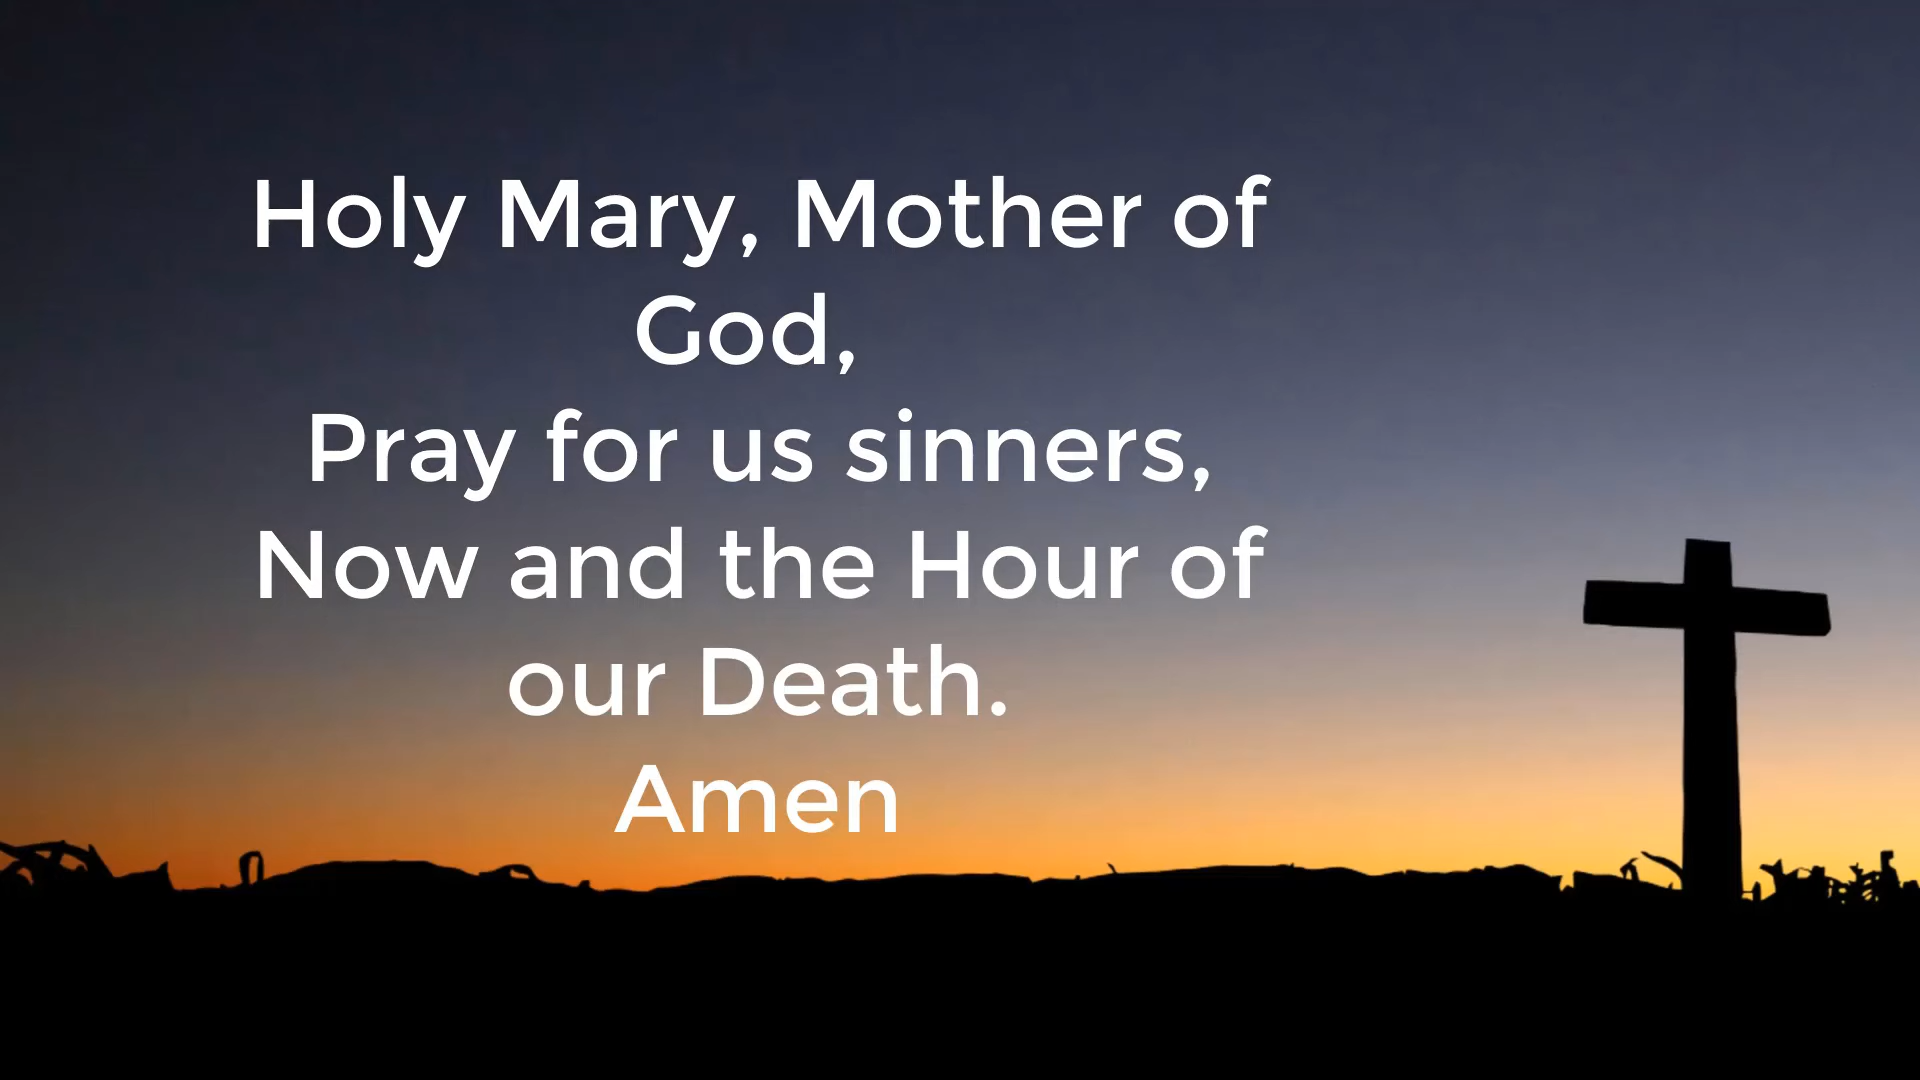 Holy Mary, Mother of
God,
Pray for us sinners,
Now and the Hour of
our Death.
Amen